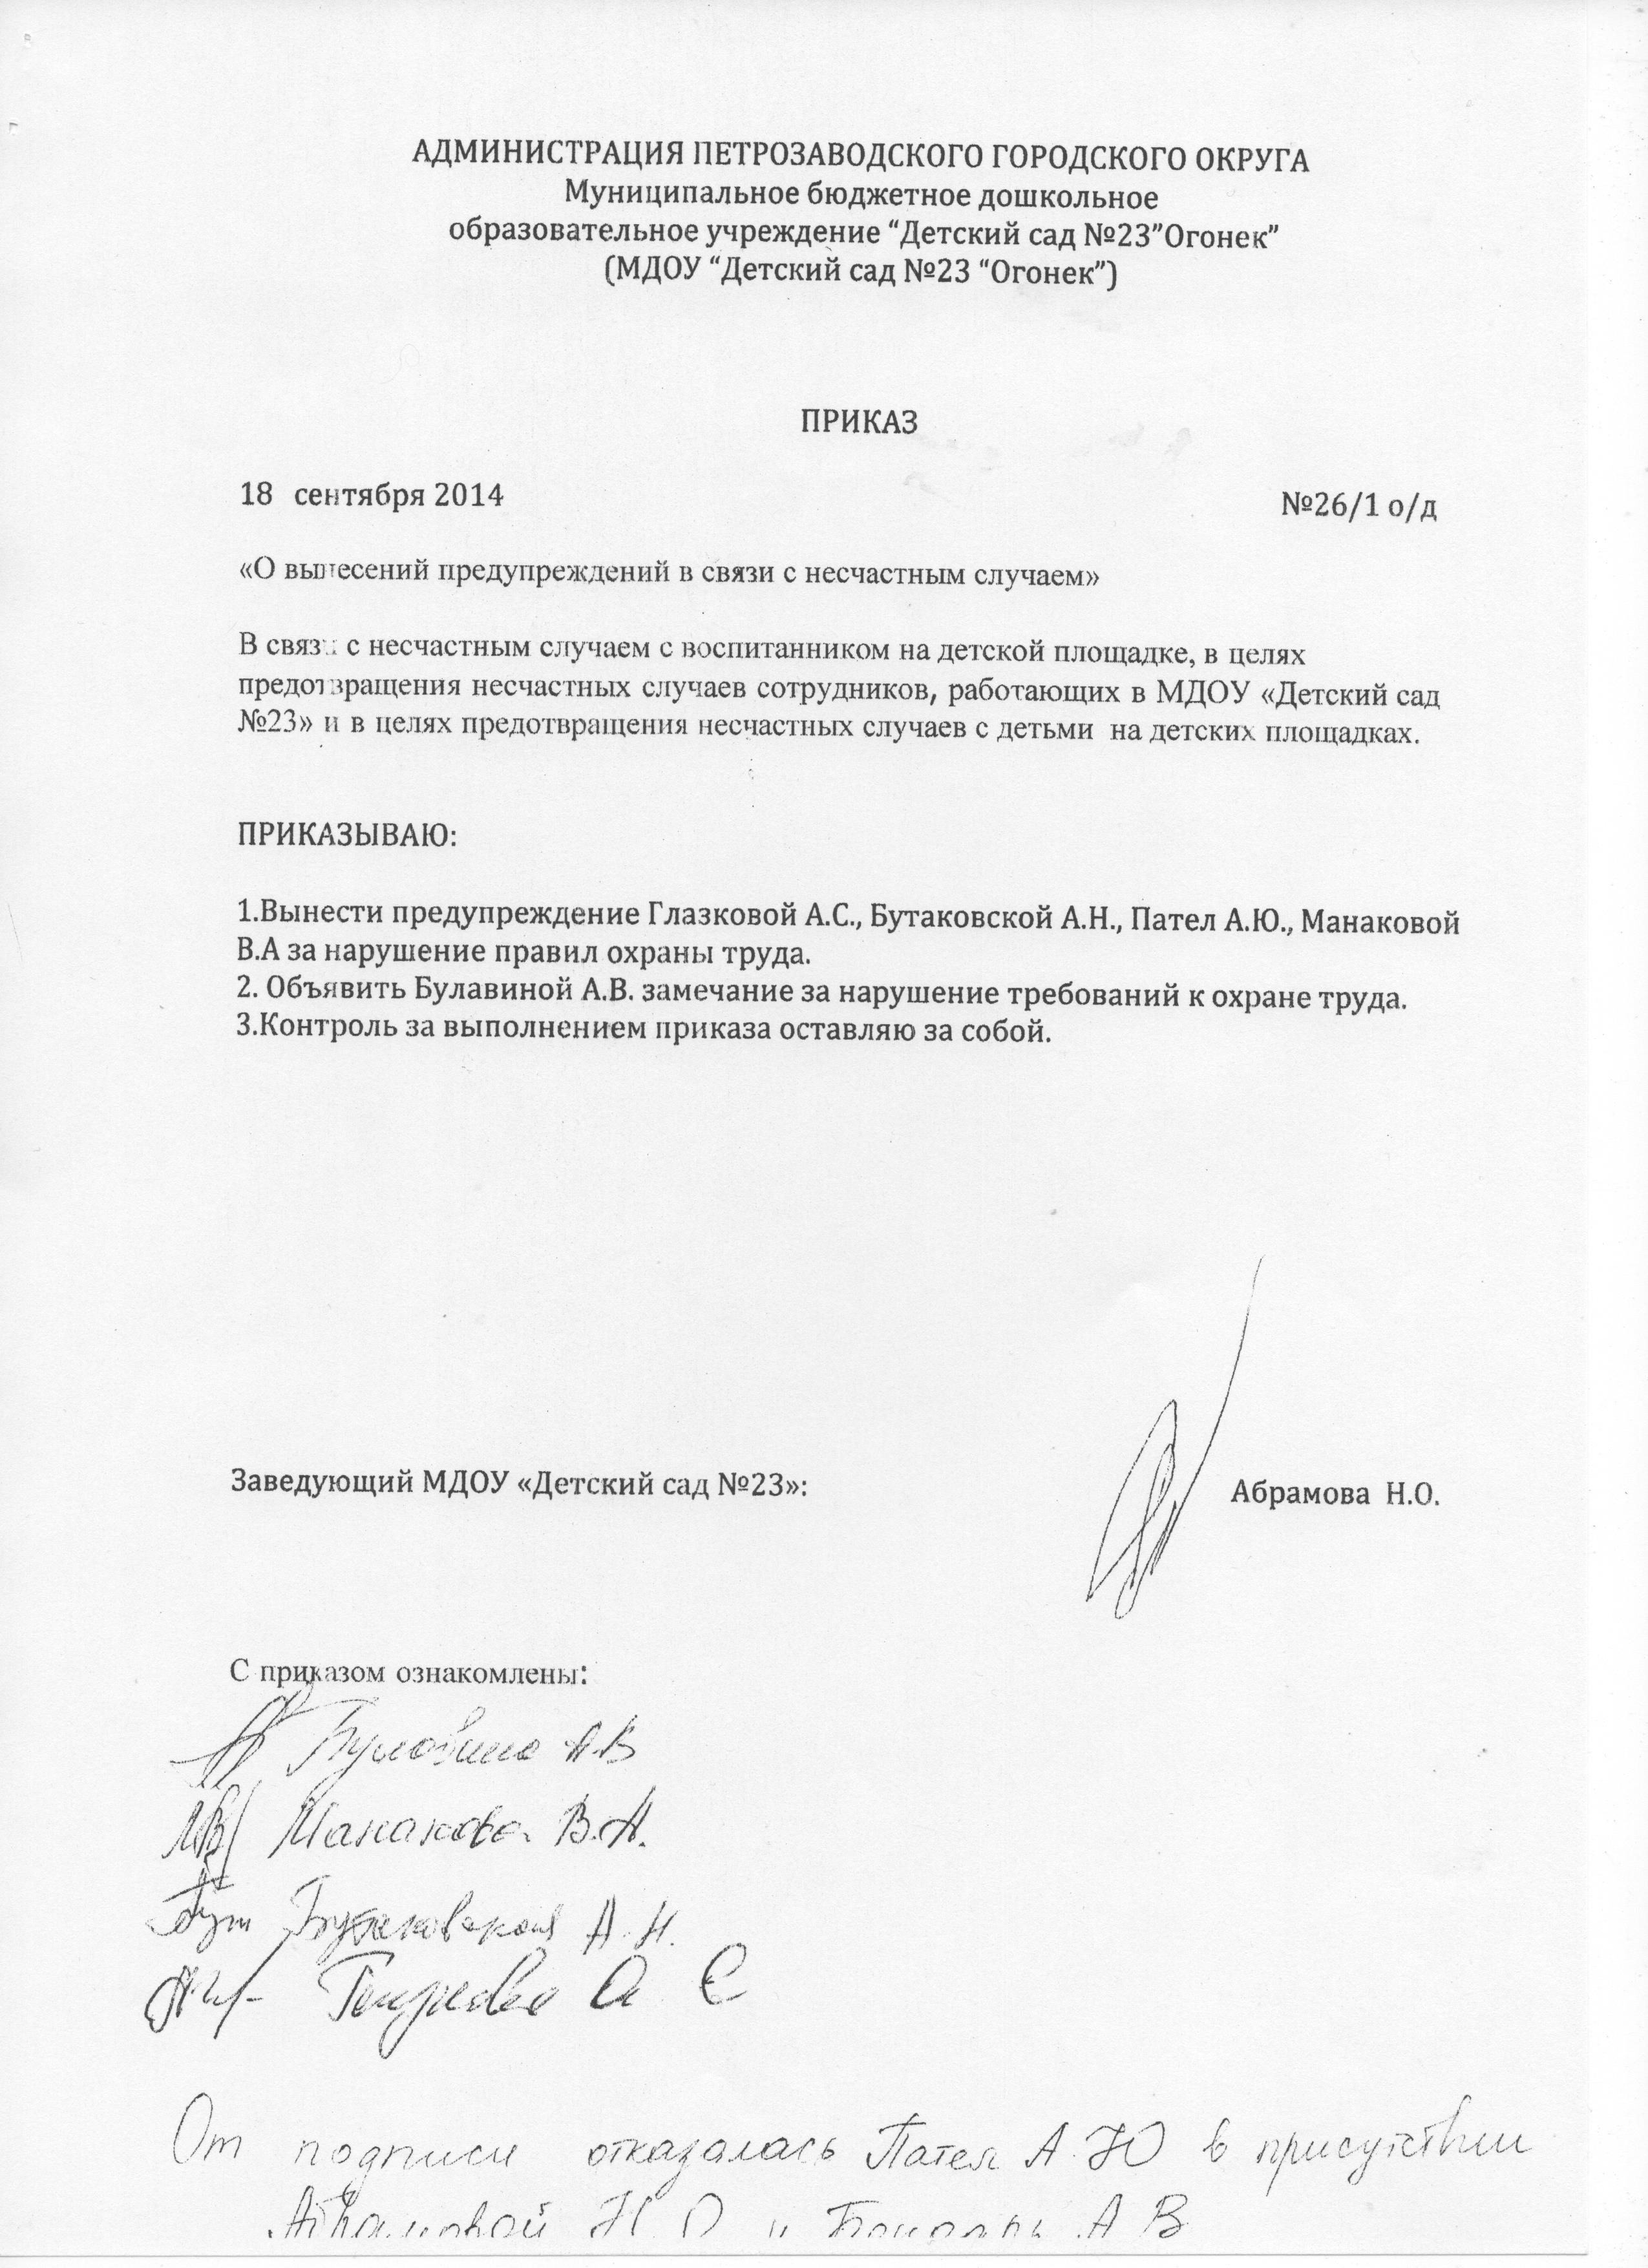 АДМИНИСТРАЦИЯ ПЕТРОЗАВОДСКОГО ГОРОДСКОГО ОКРУГА
Муниципальное бюджетное дошкольное
образовательное учреждение “Детский сад №23”Огонек”
(МДОУ “Детский сад №23 “Огонек”)
ПРИКАЗ
18 сентября 2014 №26/1 о/д
«О вынесений предупреждений в связи с несчастным случаем»
В связи с несчастным случаем с воспитанником на детской площадке, в целях
предотвращения несчастных случаев сотрудников, работающих в МДОУ «Детский сад
№23» и в целях предотвращения несчастных случаев с детьми на детских площадках.
ПРИКАЗЫВАЮ:
1.Вынести предупреждение Глазковой А.С., Бутаковской А.Н., Пател А.Ю., Манаковой
В.А за нарушение правил охраны труда.
2. Объявить Булавиной А.В. замечание за нарушение требований к охране труда.
3.Контроль за выполнением приказа оставляю за собой.
Заведующий МДОУ «Детский сад №23»: Абрамова Н.О.
С приказом ознакомлены:
Булавина А.В
Манакова В.А.
Бутаковская А.Н.
Глазкова А С
От подписи отказалась Пател А.Ю в присутствии
Абрамовой Н.О и А В